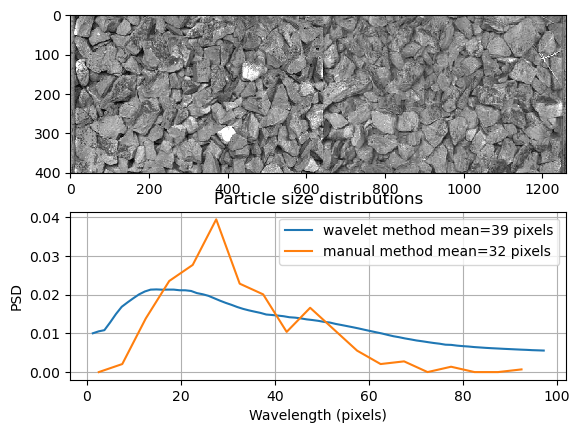 0
100
200
300
400
0 200 400 600 800 1000 1200
Particle size distributions
0.04
0.03
0.02
0.01
0.00
PSD
wavelet method mean=39 pixels
manual method mean=32 pixels
0 20 40 60 80 100
Wavelength (pixels)